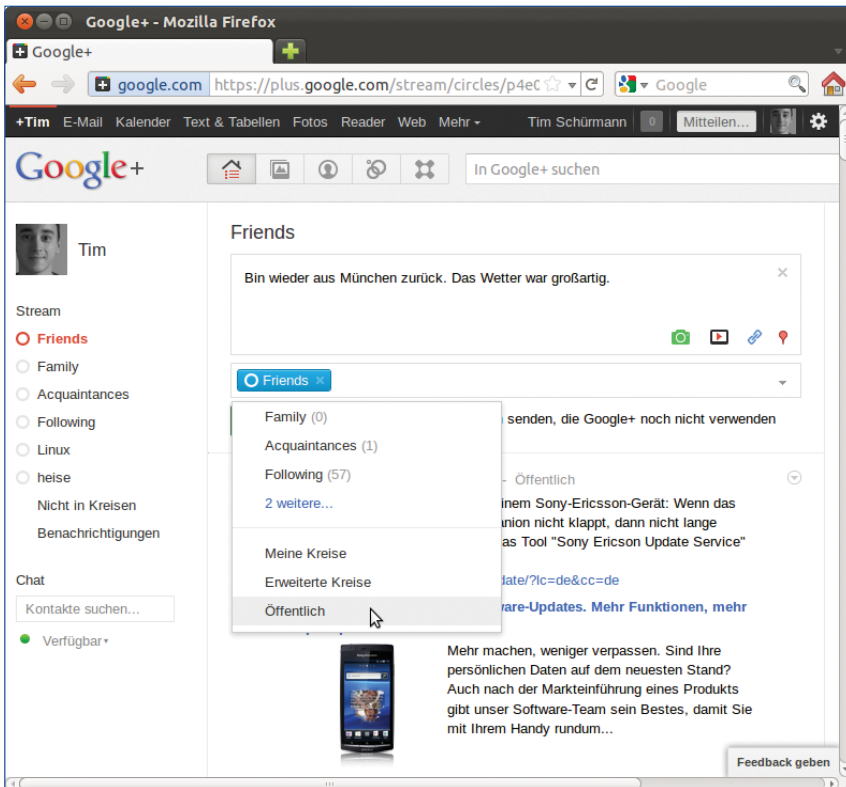 Google+ - Mozilla Firefox
Google+
google.com https://plus.google.com/stream/circles/p4e0 Google
+Tim E-Mail Kalender Text & Tabellen Fotos Reader Web Mehr Tim Schürmann 0 Mitteilen...
Google+ In Google+ suchen
Tim
Stream
Friends
Family
Acquaintances
Following
Linux
heise
Nicht in Kreisen
Benachrichtigungen
Chat
Kontakte suchen...
Verfügbar
Friends
Bin wieder aus München zurück. Das Wetter war großartig.
Friends
Family (0)
Acquaintances (1)
Following (57)
2 weitere...
Meine Kreise
Erweiterte Kreise
Öffentlich
senden, die Google+ noch nicht verwenden
- Öffentlich
inem Sony-Ericsson-Gerät: Wenn das
anion nicht klappt, dann nicht lange
as Tool "Sony Ericson Update Service"
date/?lc=de&cc=de
are-Updates. Mehr Funktionen, mehr
Mehr machen, weniger verpassen. Sind Ihre
persönlichen Daten auf dem neuesten Stand?
Auch nach der Markteinführung eines Produkts
gibt unser Software-Team sein Bestes, damit Sie
mit Ihrem Handy rundum...
Feedback geben